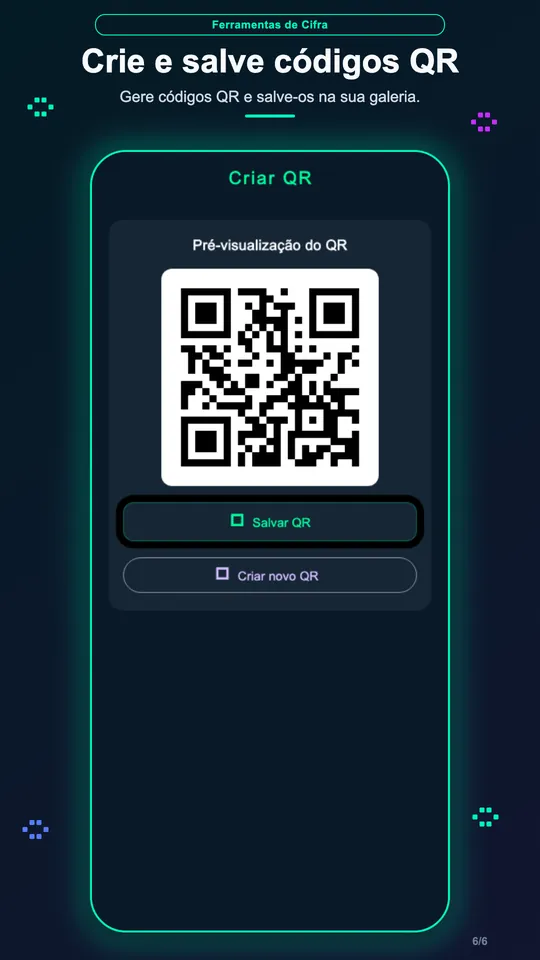 Ferramentas de Cifra
Crie e salve códigos QR
Gere códigos QR e salve-os na sua galeria.
Criar QR
Pré-visualização do QR
Salvar QR
Criar novo QR
6/6